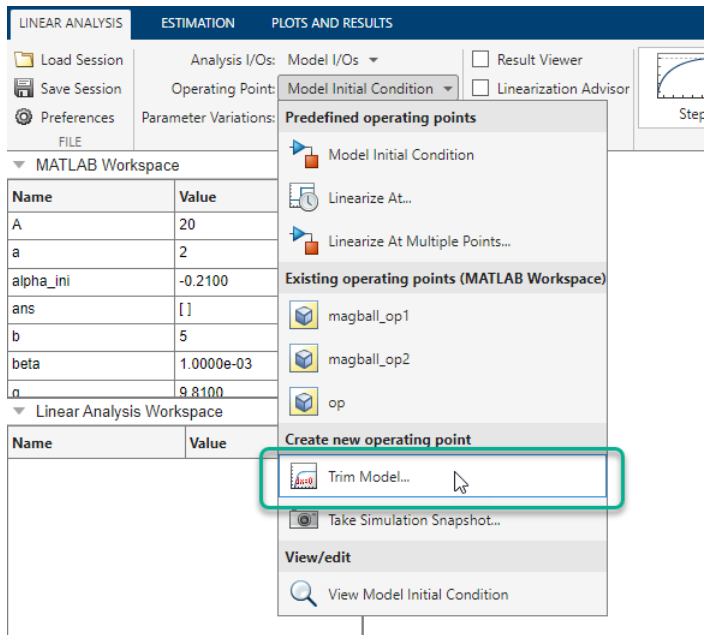 LINEAR ANALYSIS ESTIMATION PLOTS AND RESULTS
Load Session Analysis I/Os: Model I/Os Result Viewer
Save Session Operating Point: Model Initial Condition Linearization Advisor
Preferences Parameter Variations: Step
FILE
Predefined operating points
Model Initial Condition
Linearize At...
Linearize At Multiple Points...
Existing operating points (MATLAB Workspace)
magball_op1
magball_op2
op
Create new operating point
Trim Model...
dx=0
Take Simulation Snapshot...
View/edit
View Model Initial Condition
MATLAB Workspace
Name Value
A 20
a 2
alpha_ini -0.2100
ans [ ]
b 5
beta 1.0000e-03
9.8100
Linear Analysis Workspace
Name Value